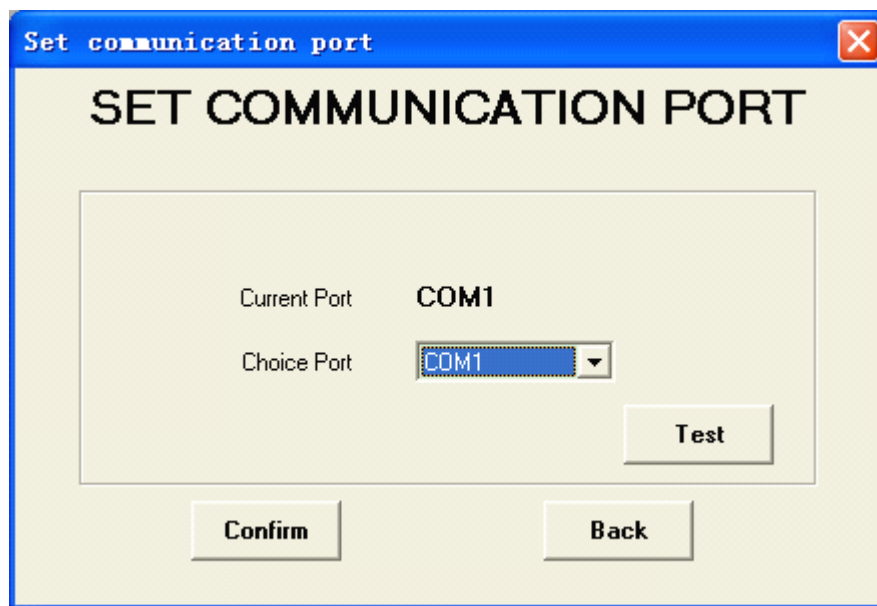 Set communication port
SET COMMUNICATION PORT
Current Port COM1
Choice Port COM1
Test
Confirm Back